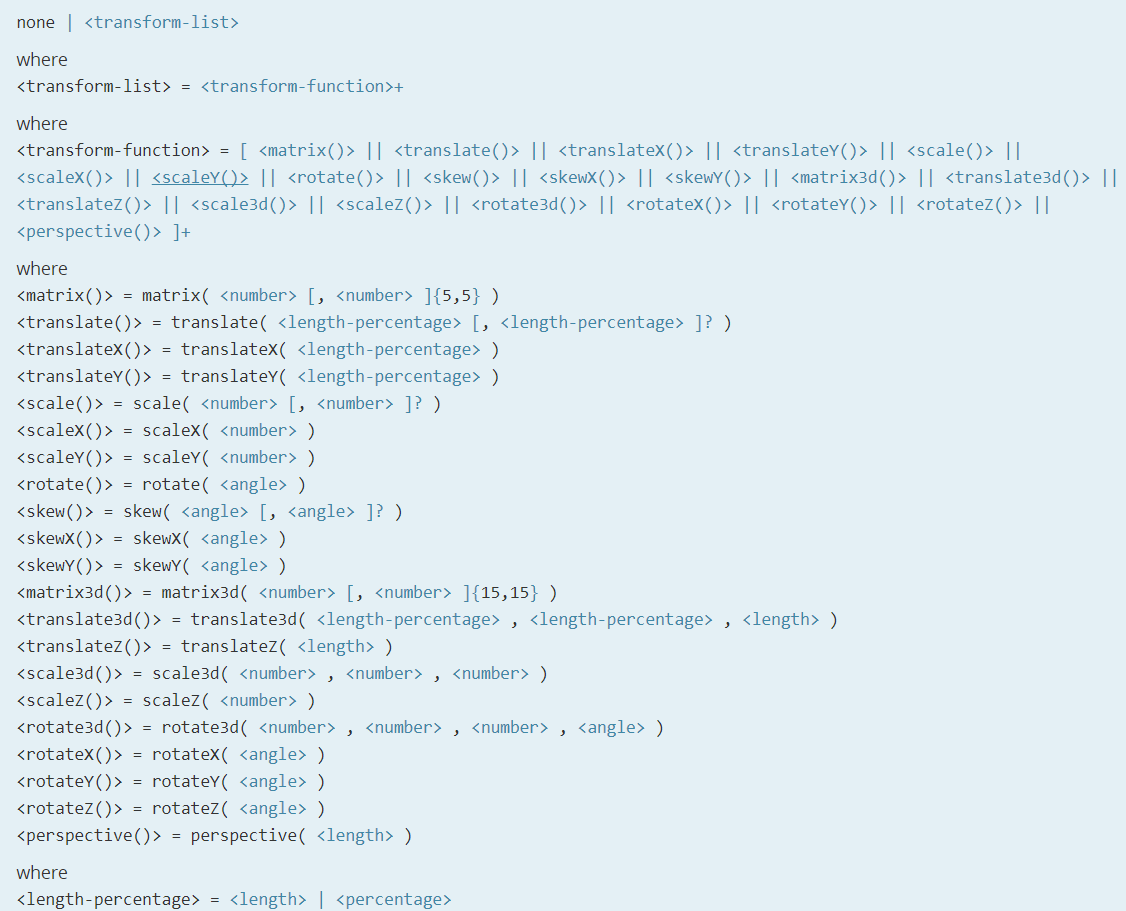 none | <transform-list>
where
<transform-list> = <transform-function>+
where
<transform-function> = [ <matrix()> || <translate()> || <translateX()> || <translateY()> || <scale()> ||
<scaleX()> || <scaleY()> || <rotate()> || <skew()> || <skewX()> || <skewY()> || <matrix3d()> || <translate3d()> ||
<translateZ()> || <scale3d()> || <scaleZ()> || <rotate3d()> || <rotateX()> || <rotateY()> || <rotateZ()> ||
<perspective()> ]+
where
<matrix()> = matrix( <number> [, <number> ]{5,5} )
<translate()> = translate( <length-percentage> [, <length-percentage> ]? )
<translateX()> = translateX( <length-percentage> )
<translateY()> = translateY( <length-percentage> )
<scale()> = scale( <number> [, <number> ]? )
<scaleX()> = scaleX( <number> )
<scaleY()> = scaleY( <number> )
<rotate()> = rotate( <angle> )
<skew()> = skew( <angle> [, <angle> ]? )
<skewX()> = skewX( <angle> )
<skewY()> = skewY( <angle> )
<matrix3d()> = matrix3d( <number> [, <number> ]{15,15} )
<translate3d()> = translate3d( <length-percentage> , <length-percentage> , <length> )
<translateZ()> = translateZ( <length> )
<scale3d()> = scale3d( <number> , <number> , <number> )
<scaleZ()> = scaleZ( <number> )
<rotate3d()> = rotate3d( <number> , <number> , <number> , <angle> )
<rotateX()> = rotateX( <angle> )
<rotateY()> = rotateY( <angle> )
<rotateZ()> = rotateZ( <angle> )
<perspective()> = perspective( <length> )
where
<length-percentage> = <length> | <percentage>